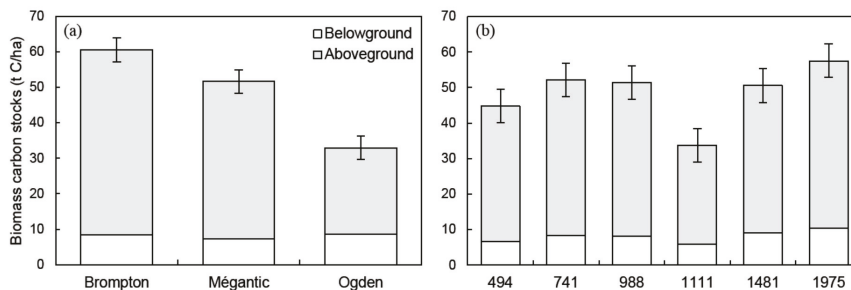 Biomass carbon stocks (t C/ha)
70
60
50
40
30
20
10
0
(a)
Belowground
Aboveground
Brompton Mégantic Ogden
70
60
50
40
30
20
10
0
(b)
494 741 988 1111 1481 1975